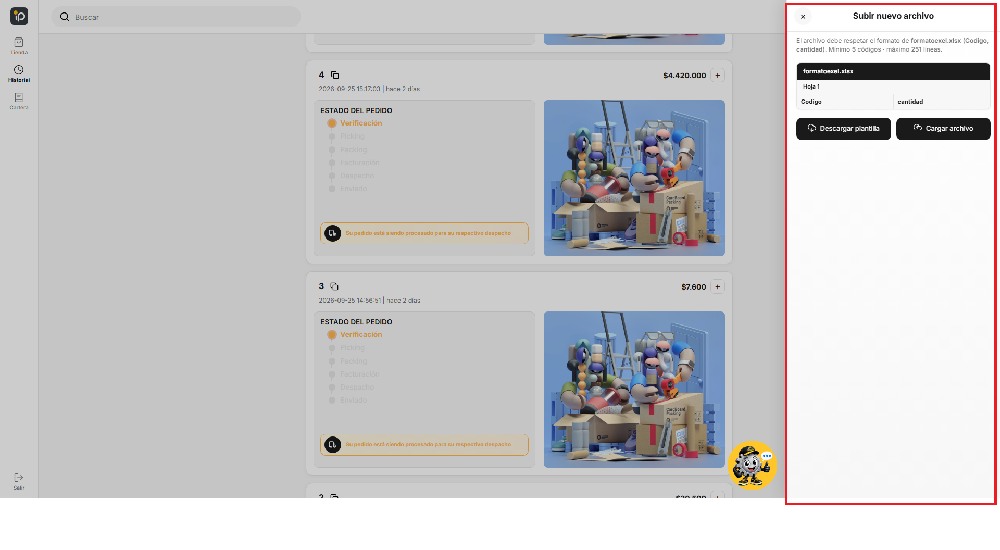 ip
Buscar
Tienda
Historial
Cartera
Salir
4
$4.420.000
+
2026-09-25 15:17:03 | hace 2 días
ESTADO DEL PEDIDO
Verificación
Picking
Packing
Facturación
Despacho
Enviado
Su pedido está siendo procesado para su respectivo despacho
CardBoard
Packing
3
$7.600
+
2026-09-25 14:56:51 | hace 2 días
ESTADO DEL PEDIDO
Verificación
Picking
Packing
Facturación
Despacho
Enviado
Su pedido está siendo procesado para su respectivo despacho
CardBoard
Packing
2
$29.500
+
Subir nuevo archivo
El archivo debe respetar el formato de formatoexel.xlsx (Codigo,
cantidad). Mínimo 5 códigos · máximo 251 líneas.
formatoexel.xlsx
Hoja 1
Codigo
cantidad
Descargar plantilla
Cargar archivo